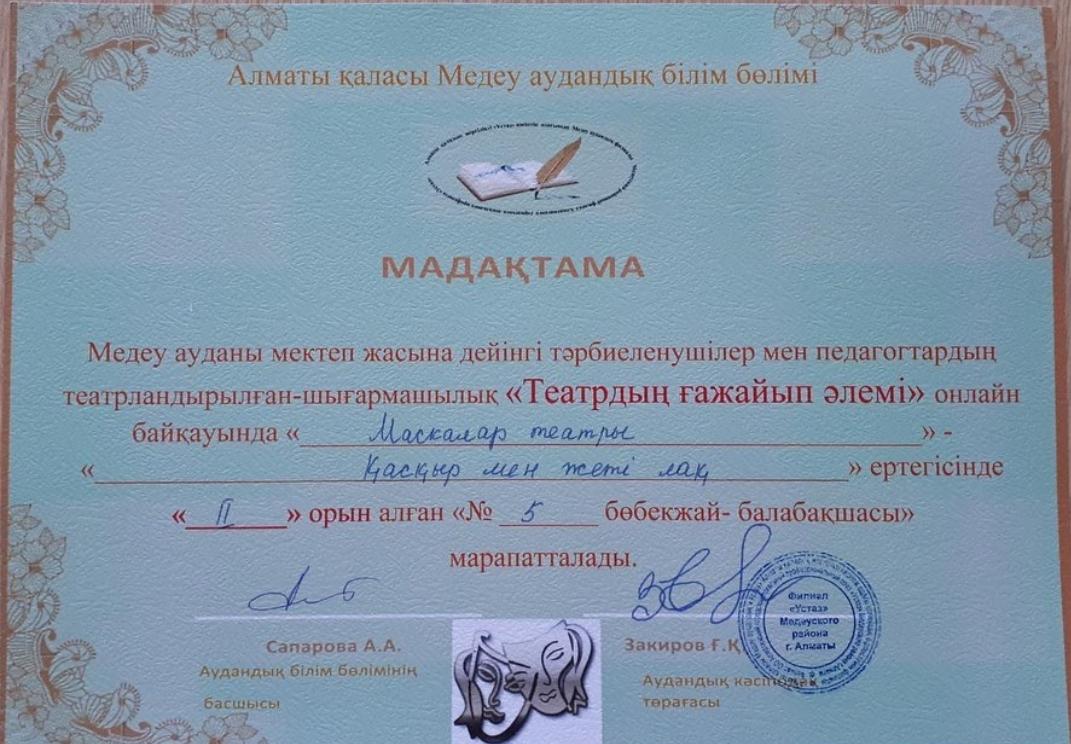 Алматы қаласы Медеу аудандық білім бөлімі
МАДАҚТАМА
Медеу ауданы мектеп жасына дейінгі тәрбиеленушілер мен педагогтардың
театрландырылған-шығармашылық «Театрдың ғажайып әлемі» онлайн
байқауында « Маскалар театры » -
« Қасқыр мен жеті лақ » ертегісінде
« II » орын алған «№ 5 бөбекжай- балабақшасы»
марапатталады.
Сапарова А.А.
Аудандық білім бөлімінің
басшысы
Закиров Ғ.Қ
Аудандық
төрағасы
Филиал
«Устаз»
Медеуского
района
г. Алматы